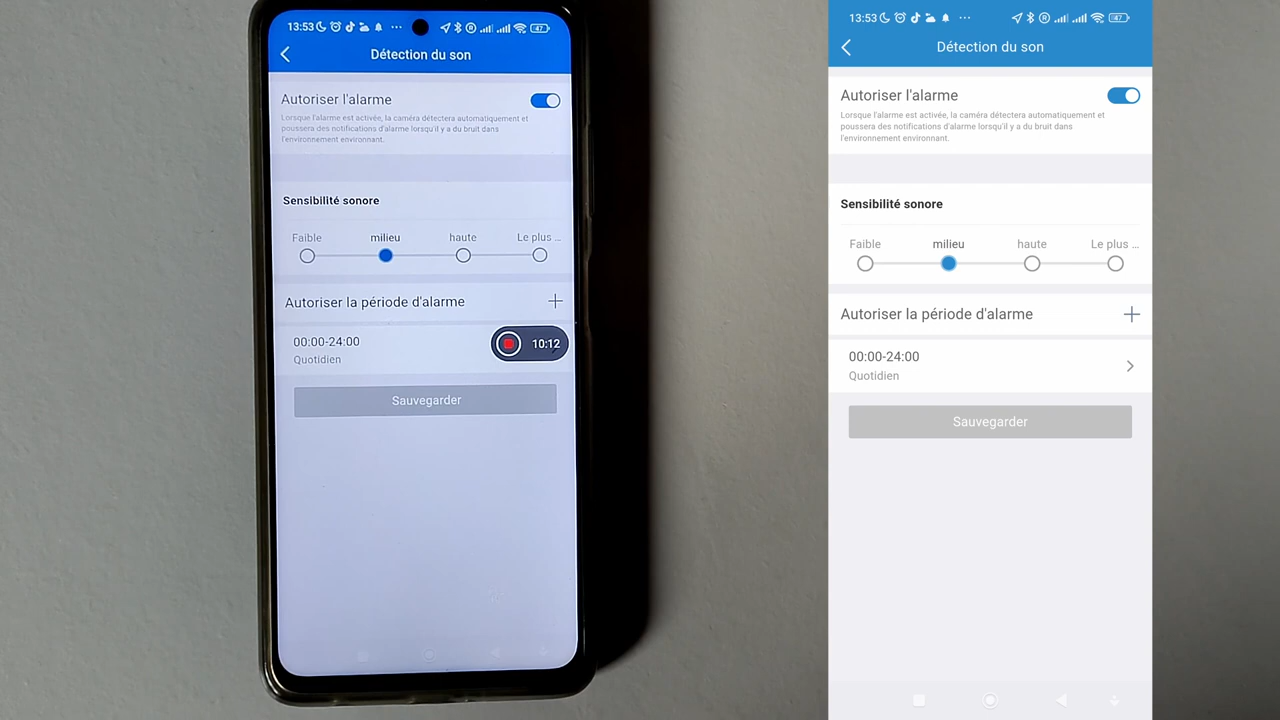 13:53
47
Détection du son
Autoriser l'alarme
Lorsque l'alarme est activée, la caméra détectera automatiquement et
poussera des notifications d'alarme lorsqu'il y a du bruit dans
l'environnement environnant.
Sensibilité sonore
Faible milieu haute Le plus ...
Autoriser la période d'alarme
00:00-24:00
Quotidien
10:12
Sauvegarder
13:53
47
Détection du son
Autoriser l'alarme
Lorsque l'alarme est activée, la caméra détectera automatiquement et
poussera des notifications d'alarme lorsqu'il y a du bruit dans
l'environnement environnant.
Sensibilité sonore
Faible milieu haute Le plus ...
Autoriser la période d'alarme
00:00-24:00
Quotidien
Sauvegarder